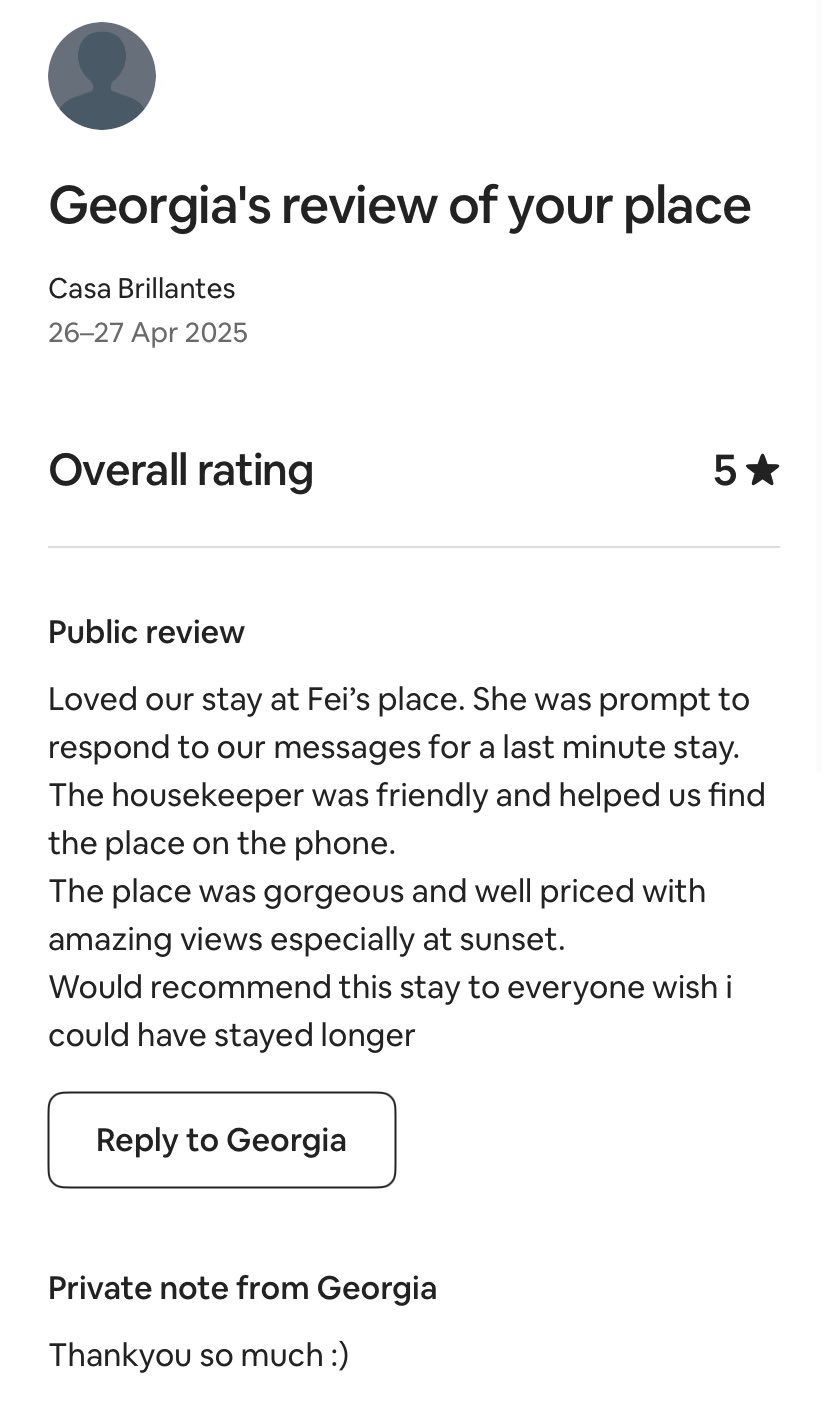 Georgia's review of your place
Casa Brillantes
26–27 Apr 2025
Overall rating 5 ★
Public review
Loved our stay at Fei’s place. She was prompt to
respond to our messages for a last minute stay.
The housekeeper was friendly and helped us find
the place on the phone.
The place was gorgeous and well priced with
amazing views especially at sunset.
Would recommend this stay to everyone wish i
could have stayed longer
Reply to Georgia
Private note from Georgia
Thankyou so much :)